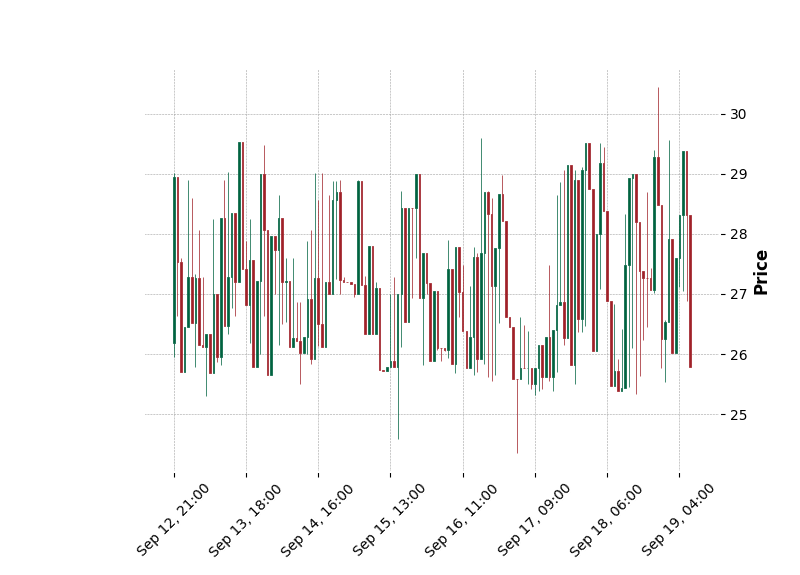 30
29
28
27
26
25
Price
Sep 12, 21:00
Sep 13, 18:00
Sep 14, 16:00
Sep 15, 13:00
Sep 16, 11:00
Sep 17, 09:00
Sep 18, 06:00
Sep 19, 04:00